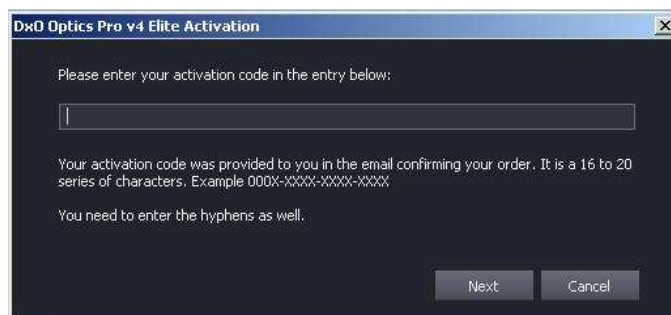 DxO Optics Pro v4 Elite Activation
Please enter your activation code in the entry below:
Your activation code was provided to you in the email confirming your order. It is a 16 to 20
series of characters. Example 000X-XXXX-XXXX-XXXX
You need to enter the hyphens as well.
Next Cancel